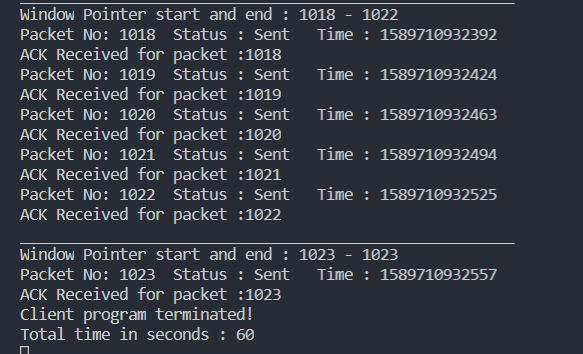 Window Pointer start and end : 1018 - 1022
Packet No: 1018  Status : Sent   Time : 1589710932392
ACK Received for packet :1018
Packet No: 1019  Status : Sent   Time : 1589710932424
ACK Received for packet :1019
Packet No: 1020  Status : Sent   Time : 1589710932463
ACK Received for packet :1020
Packet No: 1021  Status : Sent   Time : 1589710932494
ACK Received for packet :1021
Packet No: 1022  Status : Sent   Time : 1589710932525
ACK Received for packet :1022
Window Pointer start and end : 1023 - 1023
Packet No: 1023  Status : Sent   Time : 1589710932557
ACK Received for packet :1023
Client program terminated!
Total time in seconds : 60